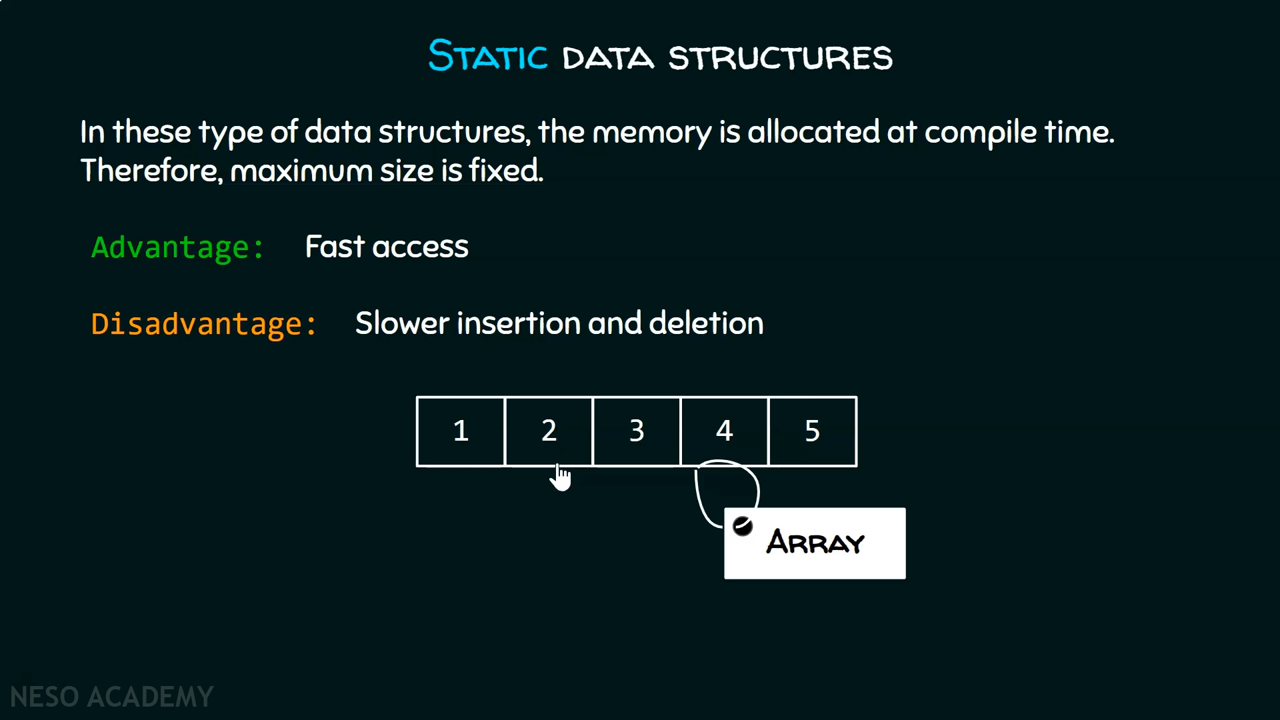 STATIC DATA STRUCTURES
In these type of data structures, the memory is allocated at compile time.
Therefore, maximum size is fixed.
Advantage: Fast access
Disadvantage: Slower insertion and deletion
1 2 3 4 5
ARRAY
NESO ACADEMY